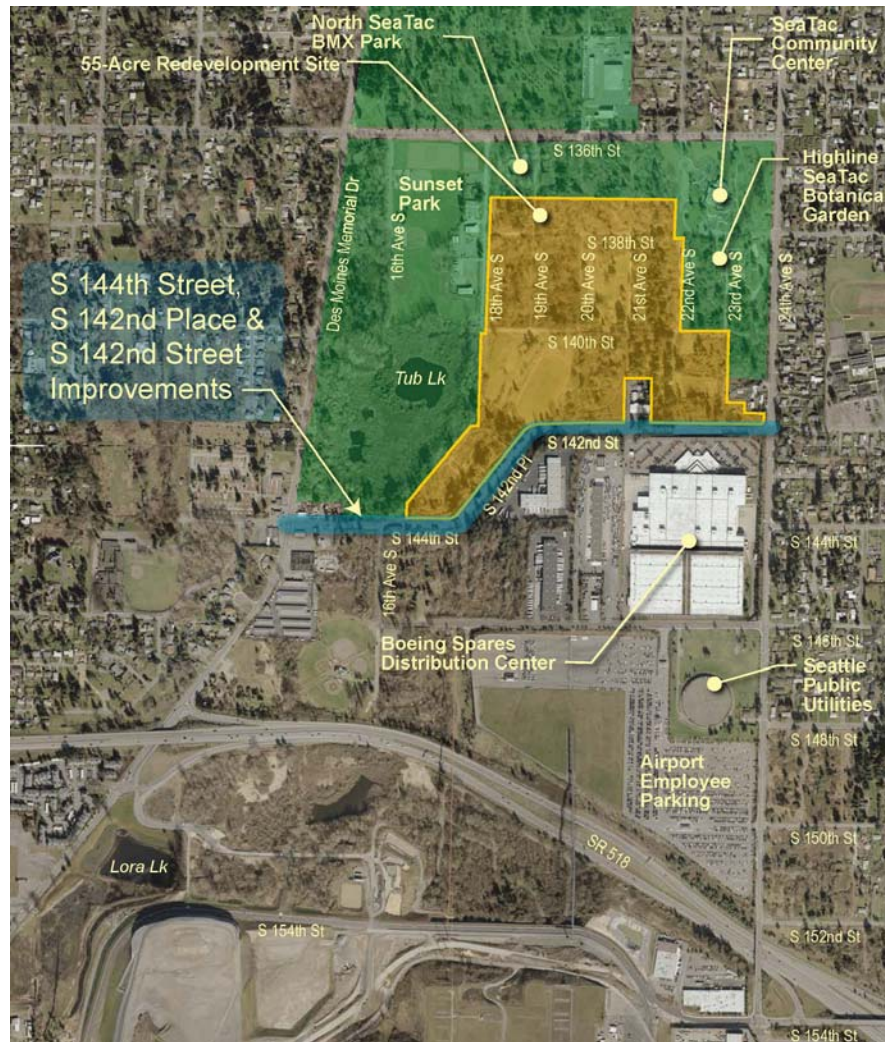 North SeaTac
BMX Park
55-Acre Redevelopment Site
SeaTac
Community
Center
S 136th St
Highline
SeaTac
Botanica
Garden
Sunset
Park
Des Moines Memorial Dr
16th Ave S
18th Ave S
19th Ave S
20th Ave S
21st Ave S
22nd Ave S
23rd Ave S
24th Ave S
S 138th St
S 140th St
S 144th Street,
S 142nd Place &
S 142nd Street
Improvements
Tub Lk
S 142nd St
S 142nd Pl
S 144th St
S 144th St
16th Ave S
Boeing Spares
Distribution Center
S 146th St
Seattle
Public
Utilities
S 148th St
Airport
Employee
Parking
SR 518
S 150th St
Lora Lk
S 154th St
S 152nd St
S 154th St